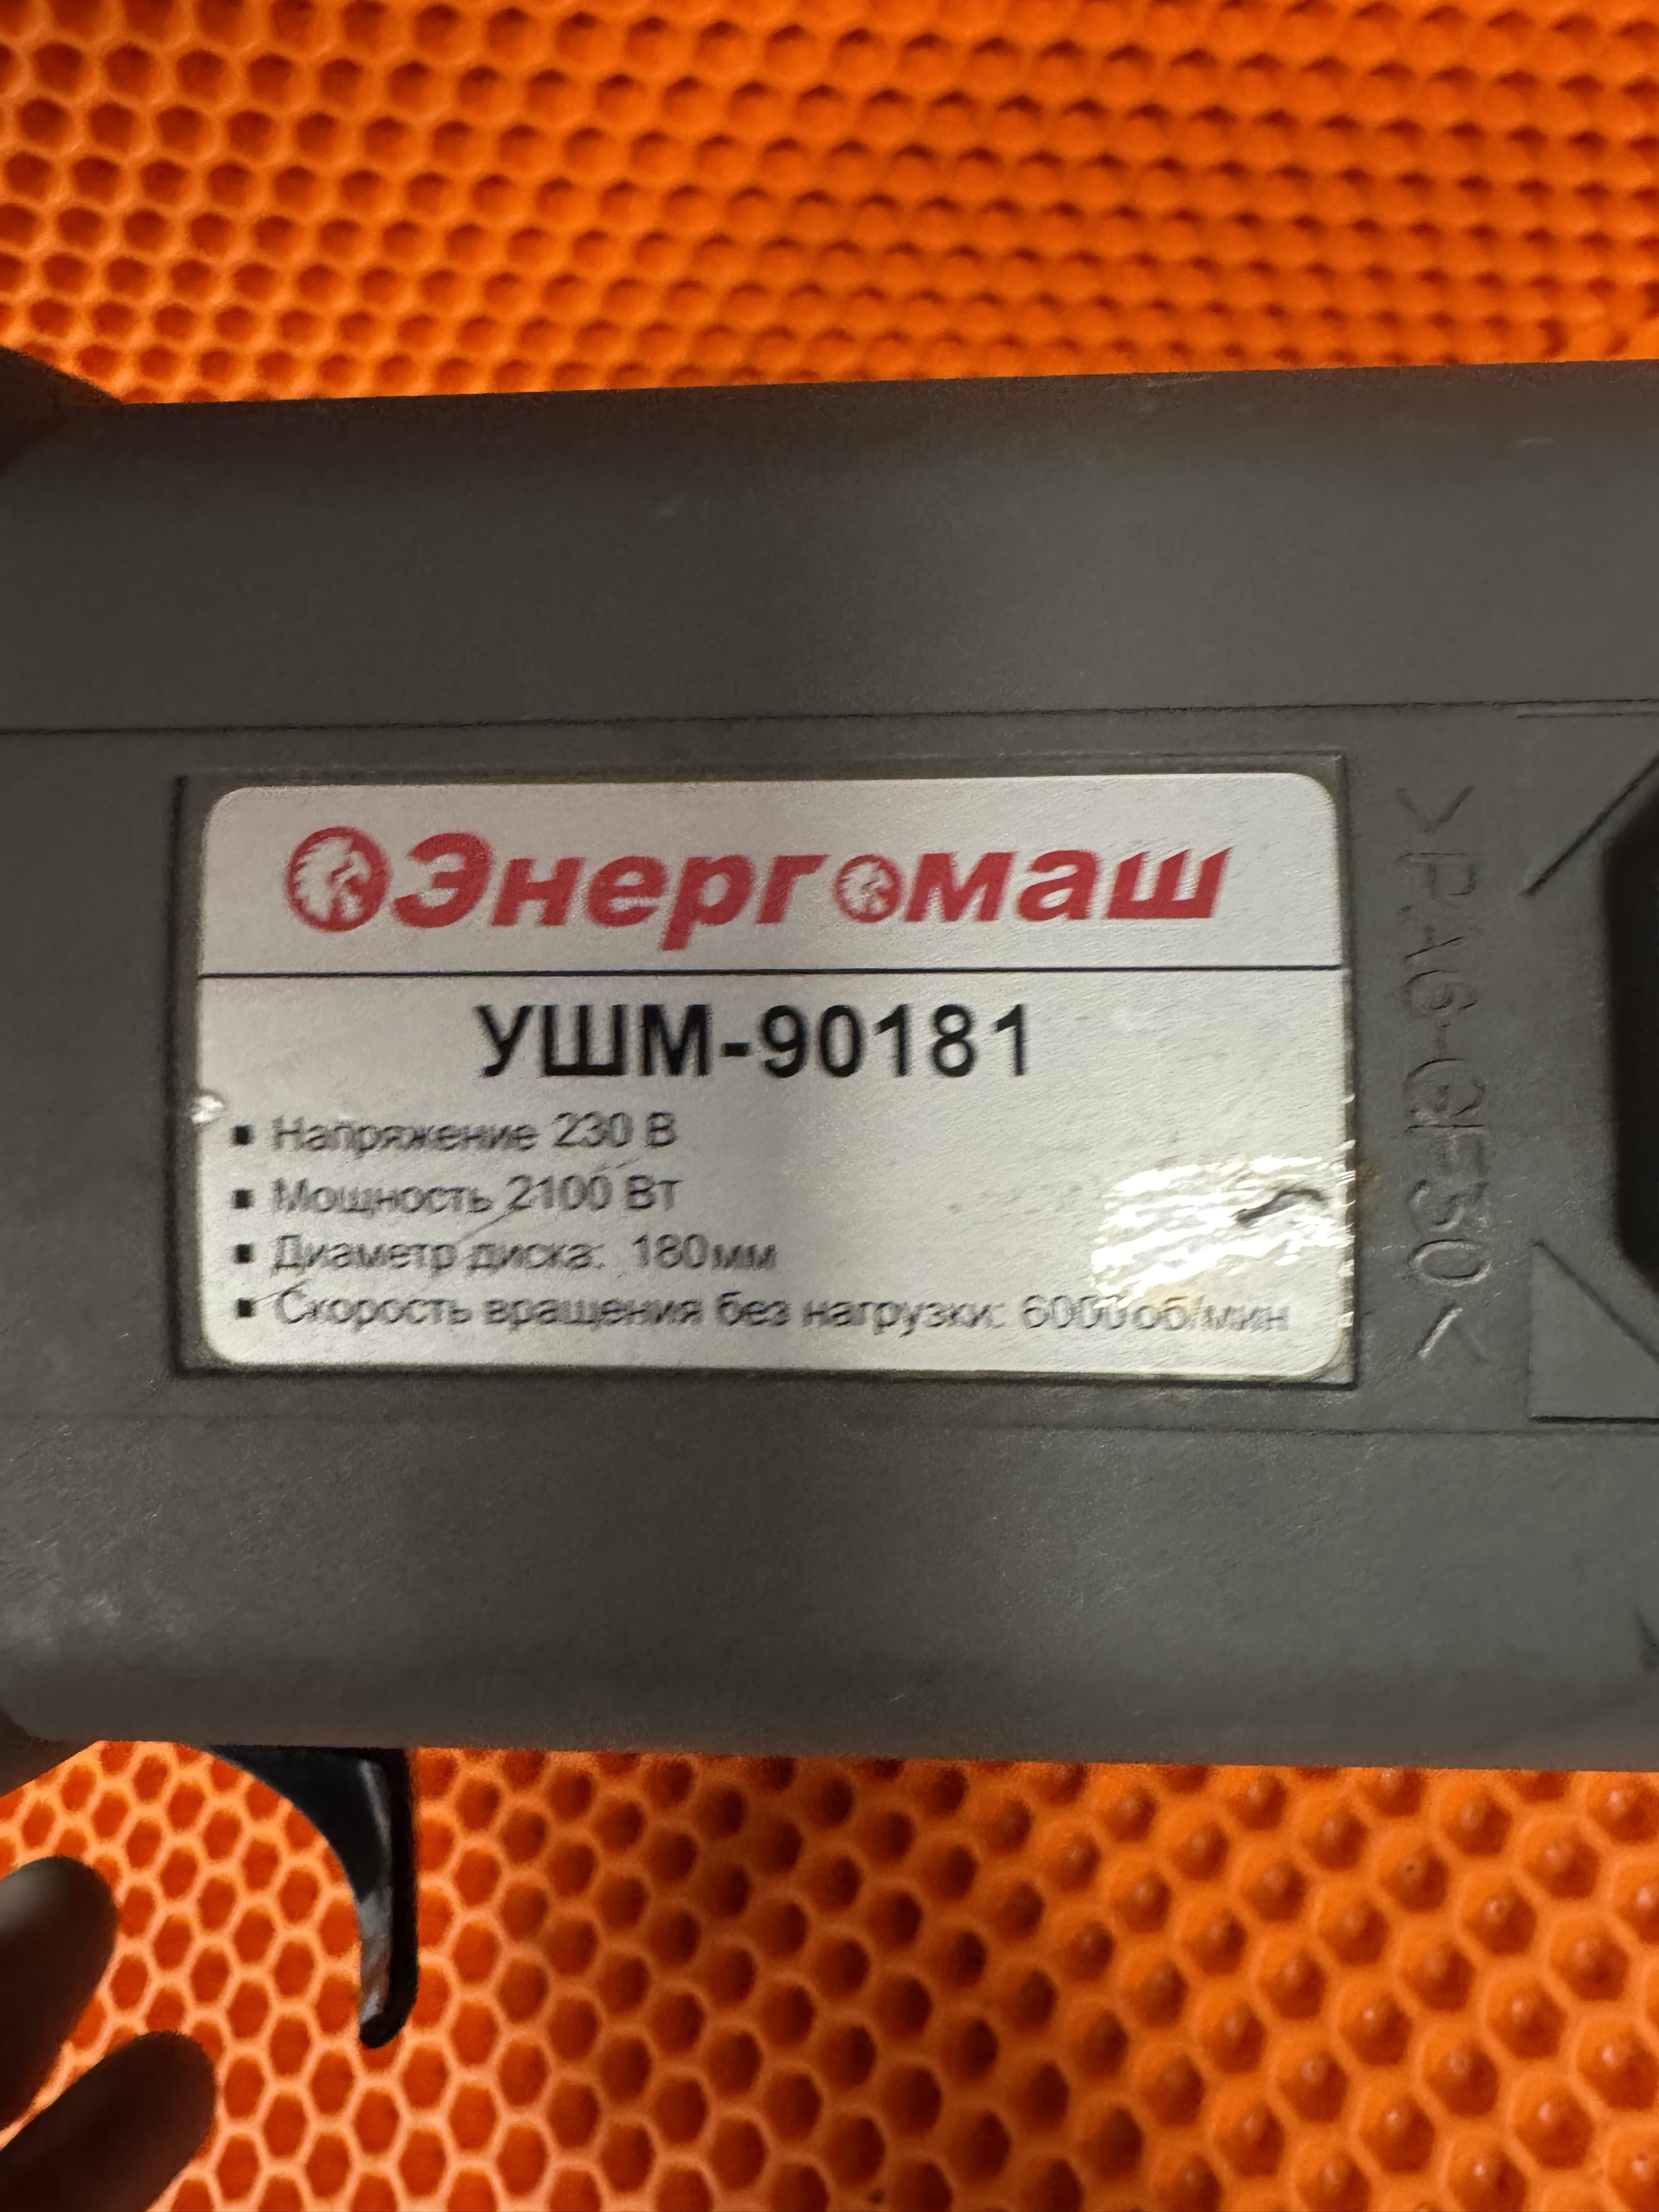 Энергомаш
УШМ-90181
▪ Напряжение 230 В
▪ Мощность 2100 Вт
▪ Диаметр диска: 180мм
▪ Скорость вращения без нагрузки: 6000об/мин
>PA6-GF30<